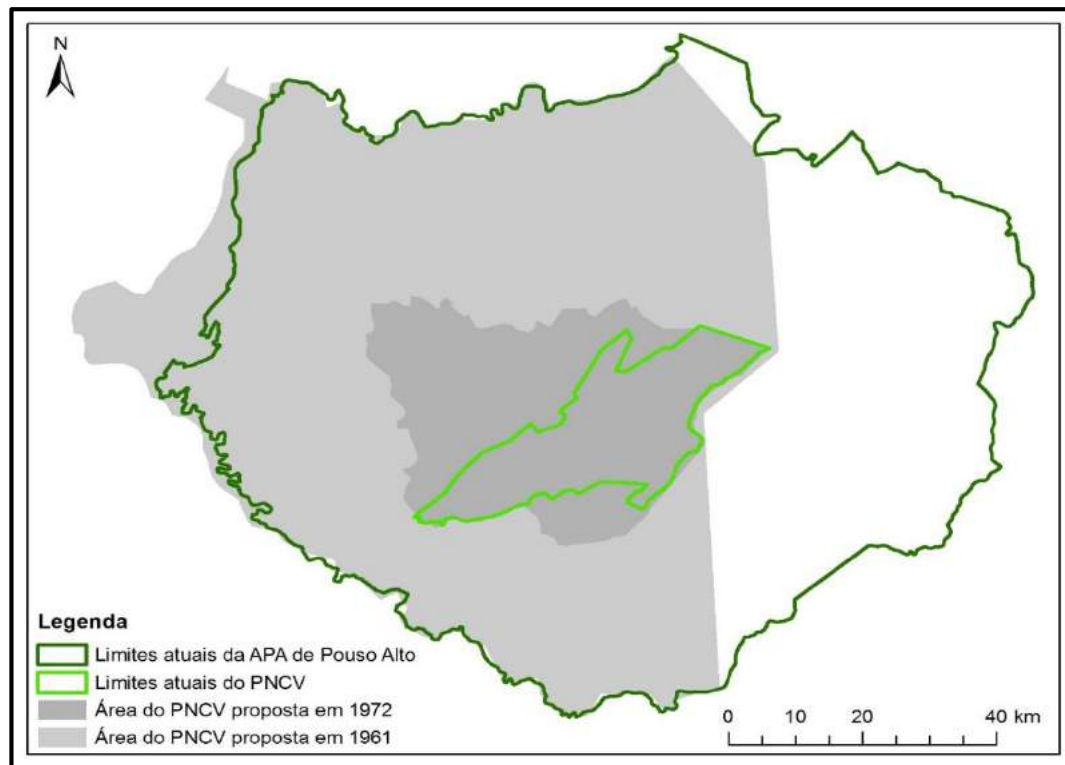 N
Legenda
Limites atuais da APA de Pouso Alto
Limites atuais do PNCV
Área do PNCV proposta em 1972
Área do PNCV proposta em 1961
0 10 20 40 km